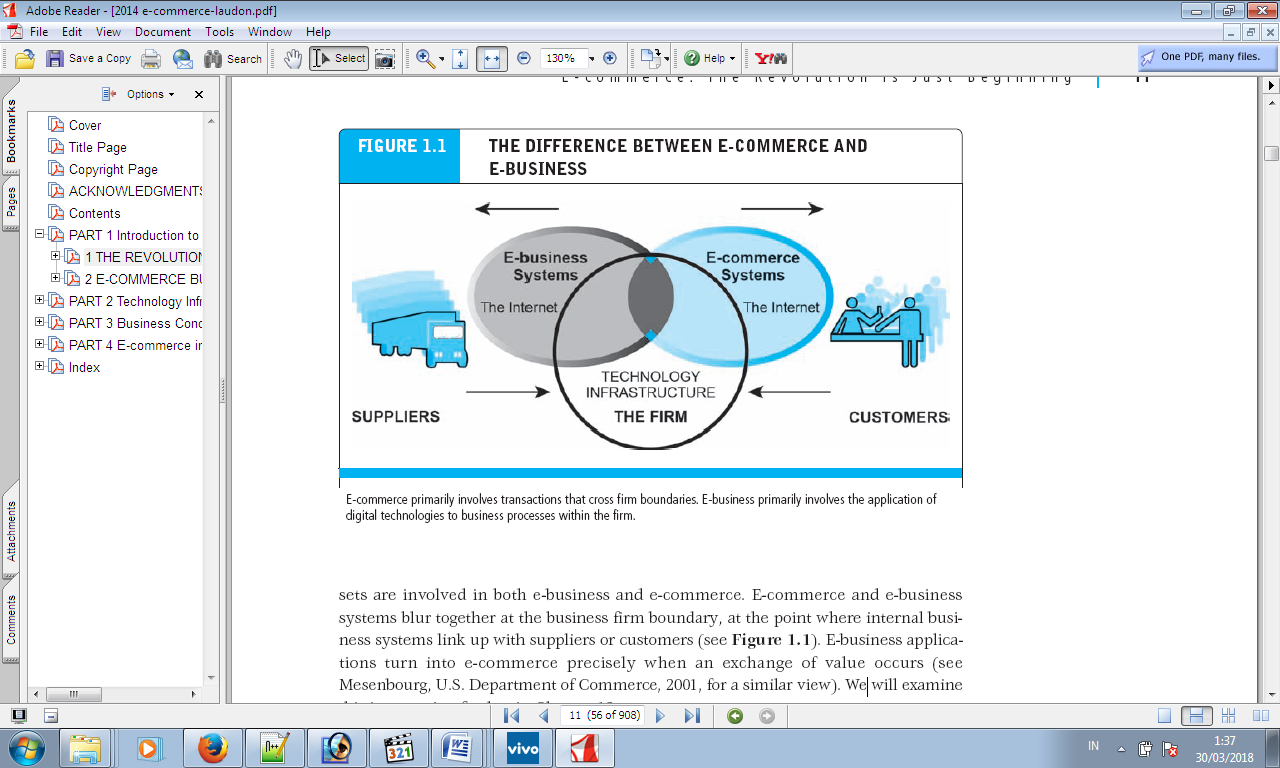 Adobe Reader - [2014 e-commerce-laudon.pdf]
File Edit View Document Tools Window Help
Save a Copy Search Select 130% Help Y!
One PDF, many files.
E-commerce: The Revolution Is Just Beginning 11
Options
Bookmarks
Pages
Attachments
Comments
Cover
Title Page
Copyright Page
ACKNOWLEDGMENTS
Contents
PART 1 Introduction to
1 THE REVOLUTION
2 E-COMMERCE BU
PART 2 Technology Infr
PART 3 Business Conc
PART 4 E-commerce in
Index
FIGURE 1.1
THE DIFFERENCE BETWEEN E-COMMERCE AND
E-BUSINESS
E-business
Systems
The Internet
E-commerce
Systems
The Internet
TECHNOLOGY
INFRASTRUCTURE
THE FIRM
SUPPLIERS
CUSTOMERS
E-commerce primarily involves transactions that cross firm boundaries. E-business primarily involves the application of
digital technologies to business processes within the firm.
sets are involved in both e-business and e-commerce. E-commerce and e-business
systems blur together at the business firm boundary, at the point where internal busi-
ness systems link up with suppliers or customers (see Figure 1.1). E-business applica-
tions turn into e-commerce precisely when an exchange of value occurs (see
Mesenbourg, U.S. Department of Commerce, 2001, for a similar view). We will examine
11 (56 of 908)
n++
321
vivo
IN
1:37
30/03/2018